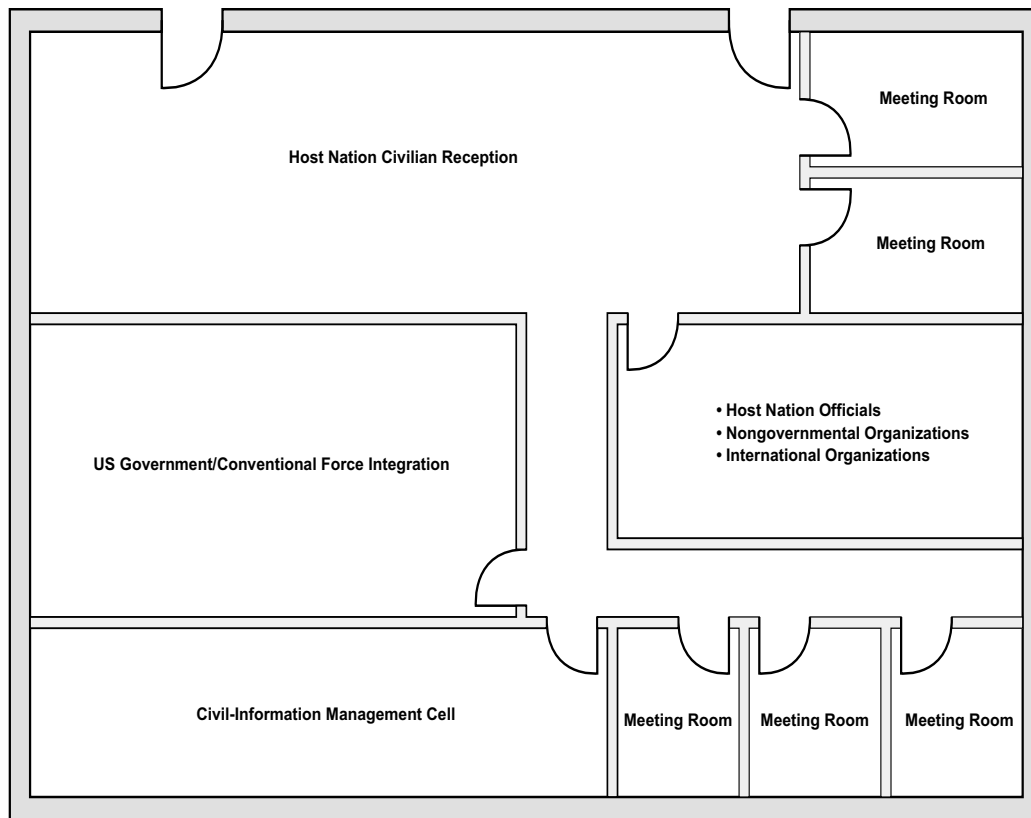 Meeting Room
Host Nation Civilian Reception
Meeting Room
• Host Nation Officials
• Nongovernmental Organizations
• International Organizations
US Government/Conventional Force Integration
Civil-Information Management Cell
Meeting Room
Meeting Room
Meeting Room